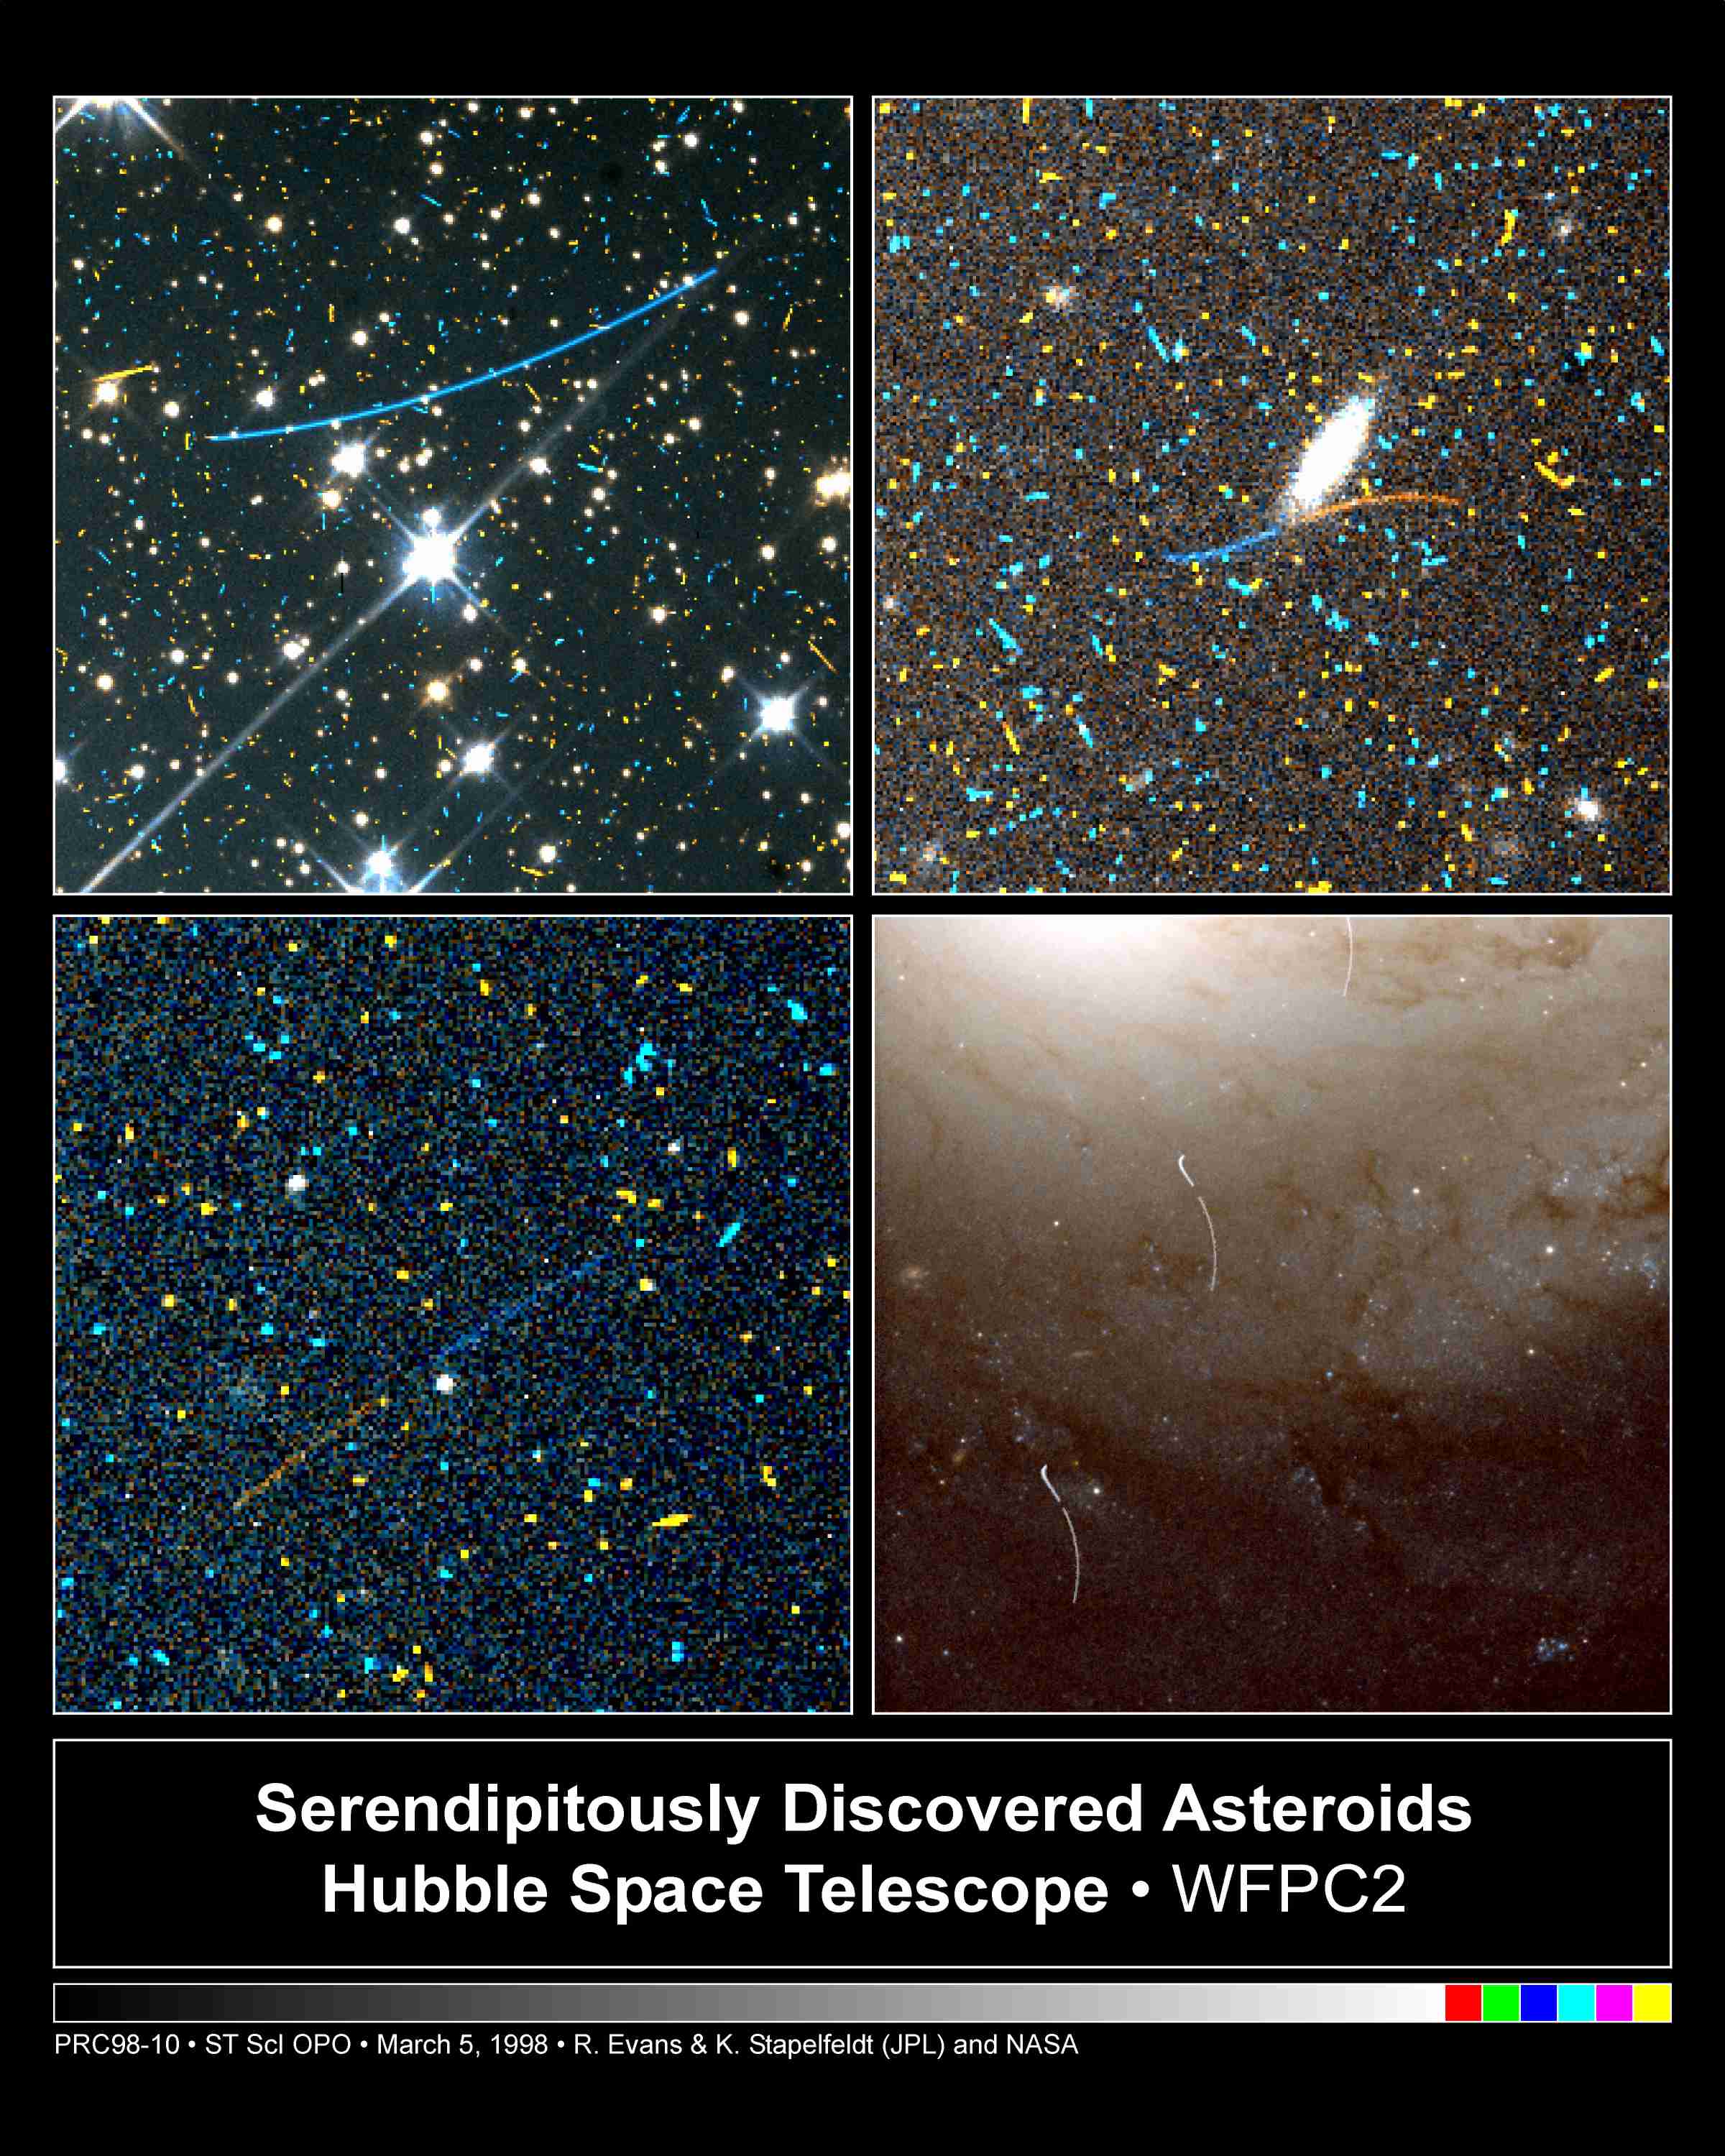 Serendipitously Discovered Asteroids
Hubble Space Telescope • WFPC2
PRC98-10 • ST ScI OPO • March 5, 1998 • R. Evans & K. Stapelfeldt (JPL) and NASA